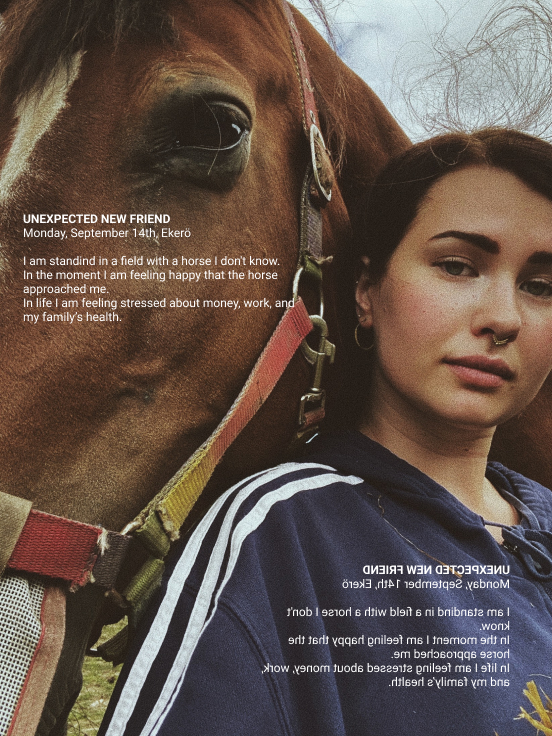 UNEXPECTED NEW FRIEND
Monday, September 14th, Ekerö
I am standind in a field with a horse I don't know.
In the moment I am feeling happy that the horse
approached me.
In life I am feeling stressed about money, work, and
my family's health.
UNEXPECTED NEW FRIEND
Monday, September 14th, Ekerö
I am standind in a field with a horse I don't
know.
In the moment I am feeling happy that the
horse approached me.
In life I am feeling stressed about money, work,
and my family's health.